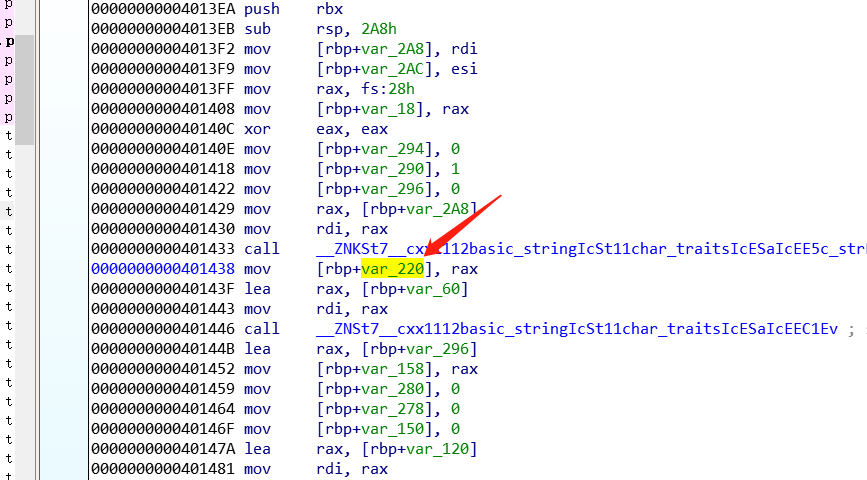 00000000004013EA push    rbx
00000000004013EB sub     rsp, 2A8h
00000000004013F2 mov     [rbp+var_2A8], rdi
00000000004013F9 mov     [rbp+var_2AC], esi
00000000004013FF mov     rax, fs:28h
0000000000401408 mov     [rbp+var_18], rax
000000000040140C xor     eax, eax
000000000040140E mov     [rbp+var_294], 0
0000000000401418 mov     [rbp+var_290], 1
0000000000401422 mov     [rbp+var_296], 0
0000000000401429 mov     rax, [rbp+var_2A8]
0000000000401430 mov     rdi, rax
0000000000401433 call    __ZNKSt7__cxx1112basic_stringIcSt11char_traitsIcESaIcEE5c_str
0000000000401438 mov     [rbp+var_220], rax
000000000040143F lea     rax, [rbp+var_60]
0000000000401443 mov     rdi, rax
0000000000401446 call    __ZNSt7__cxx1112basic_stringIcSt11char_traitsIcESaIcEEC1Ev ;
000000000040144B lea     rax, [rbp+var_296]
0000000000401452 mov     [rbp+var_158], rax
0000000000401459 mov     [rbp+var_280], 0
0000000000401464 mov     [rbp+var_278], 0
000000000040146F mov     [rbp+var_150], 0
000000000040147A lea     rax, [rbp+var_120]
0000000000401481 mov     rdi, rax